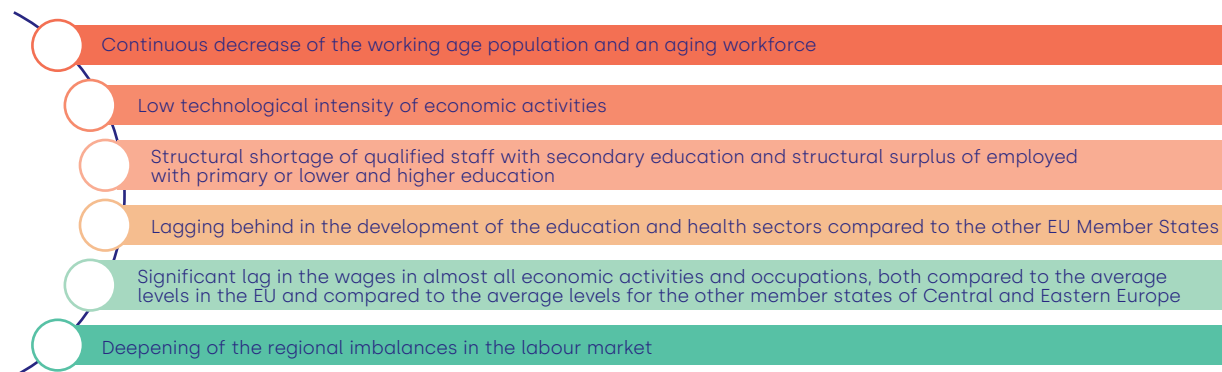 Continuous decrease of the working age population and an aging workforce
Low technological intensity of economic activities
Structural shortage of qualified staff with secondary education and structural surplus of employed
with primary or lower and higher education
Lagging behind in the development of the education and health sectors compared to the other EU Member States
Significant lag in the wages in almost all economic activities and occupations, both compared to the average
levels in the EU and compared to the average levels for the other member states of Central and Eastern Europe
Deepening of the regional imbalances in the labour market